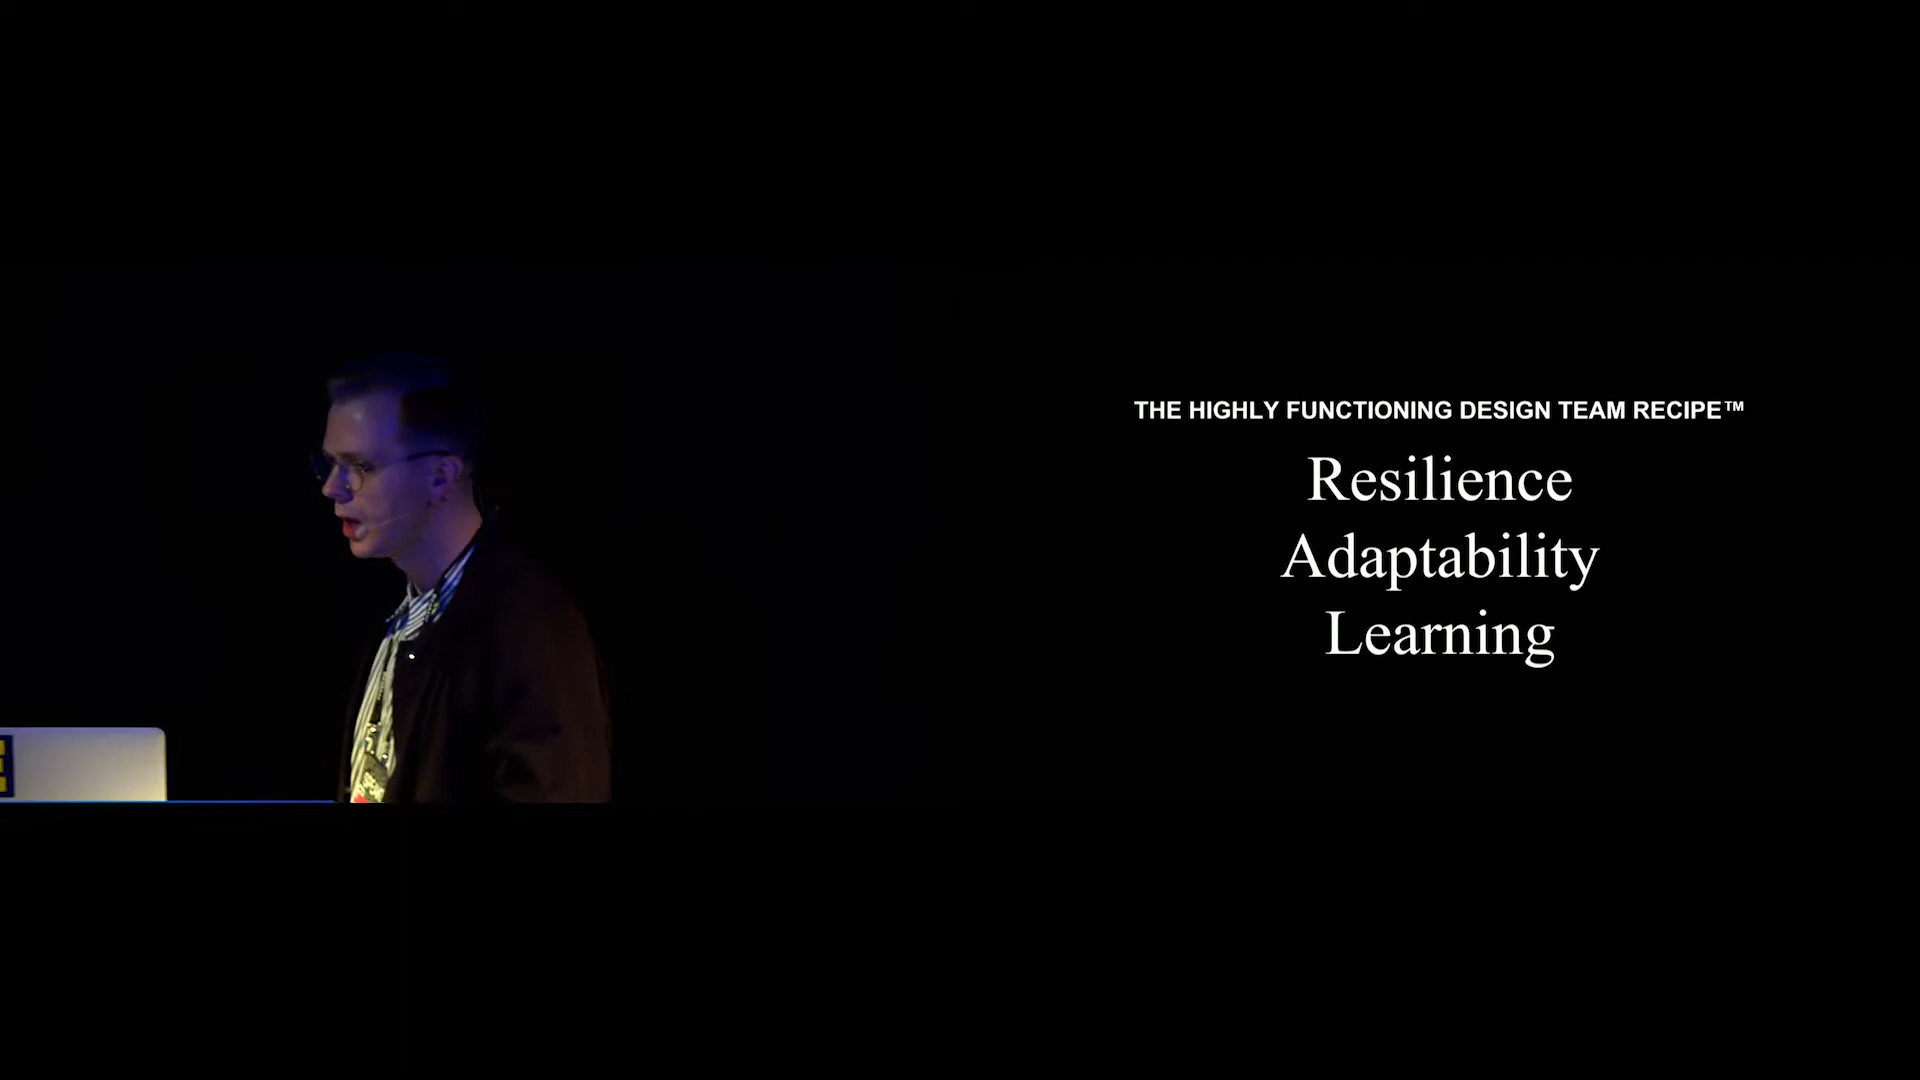 THE HIGHLY FUNCTIONING DESIGN TEAM RECIPE™
Resilience
Adaptability
Learning